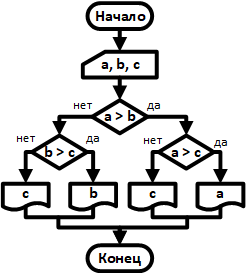 Начало
a, b, c
нет
a > b
да
нет
b > c
да
нет
a > c
да
c
b
c
a
Конец